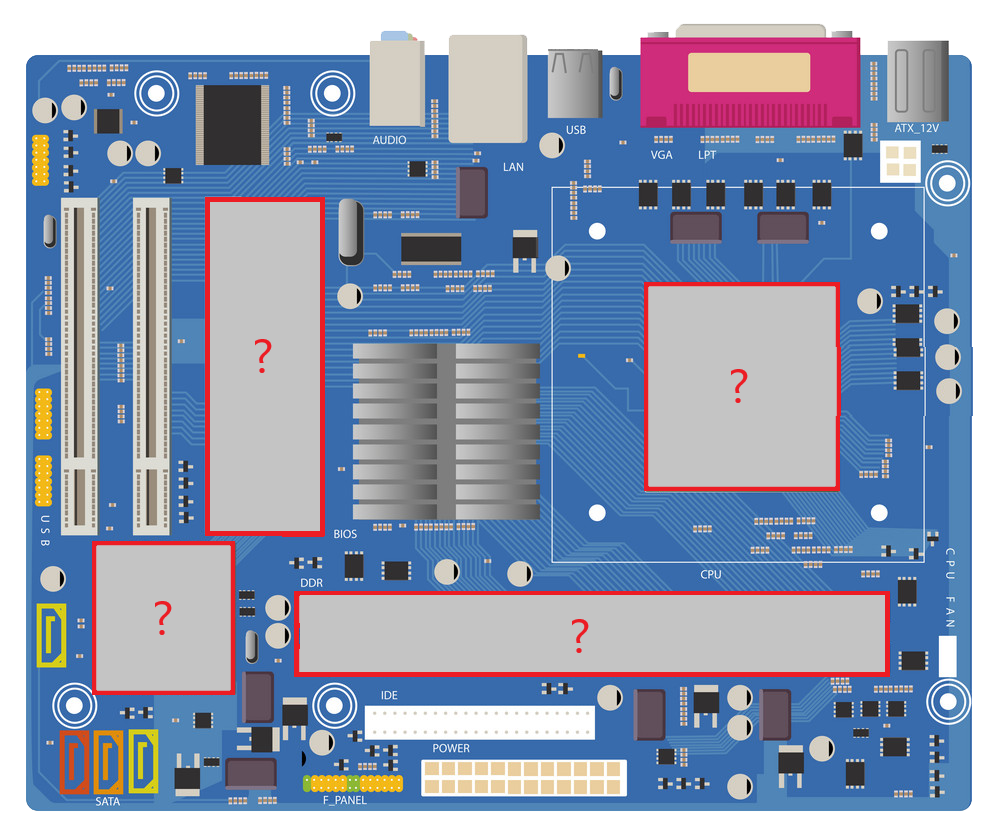 AUDIO
LAN
USB
VGA
LPT
ATX_12V
?
?
USB
BIOS
DDR
CPU
CPU FAN
?
?
IDE
POWER
SATA
F_PANEL